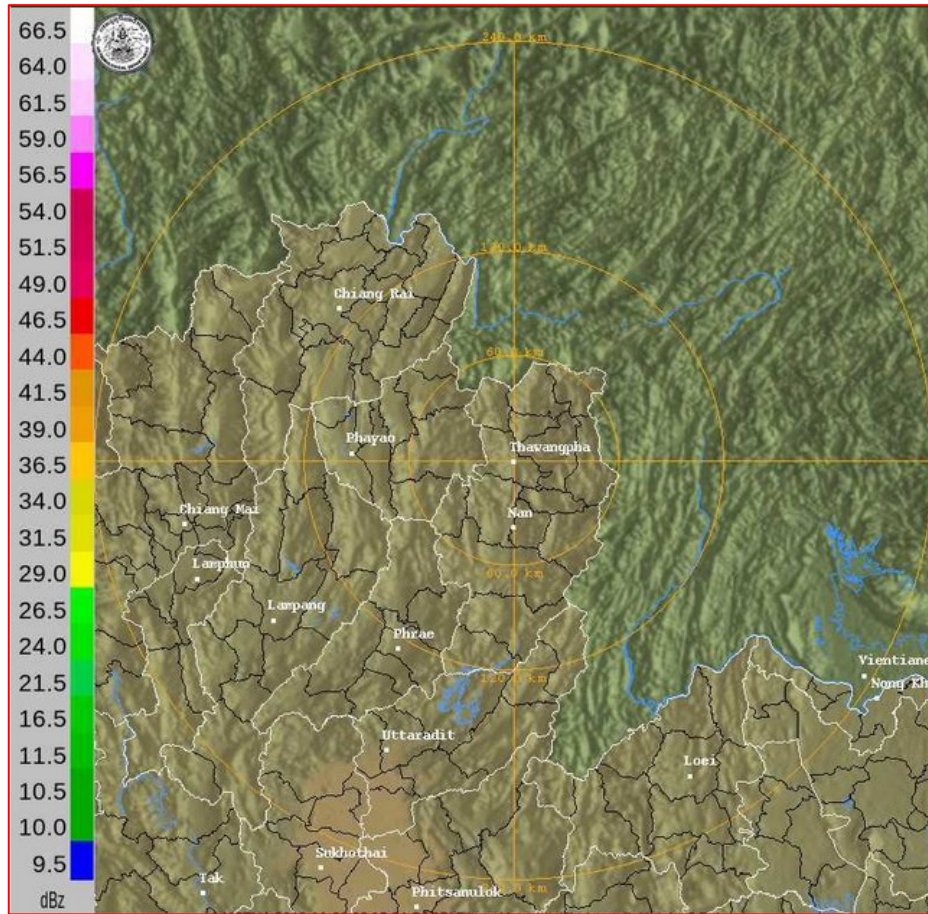 66.5
64.0
61.5
59.0
56.5
54.0
51.5
49.0
46.5
44.0
41.5
39.0
36.5
34.0
31.5
29.0
26.5
24.0
21.5
16.5
11.5
10.5
10.0
9.5
dBz
240.0 km
120.0 km
Chiang Rai
60.0 km
Phayao
Thawangpha
Chiang Mai
Nan
Lamphun
60.0 km
Lampang
Phrae
Vientiane
120.0 km
Nong Kh
Uttaradit
Loei
Sukhothai
Tak
Phitsanulok